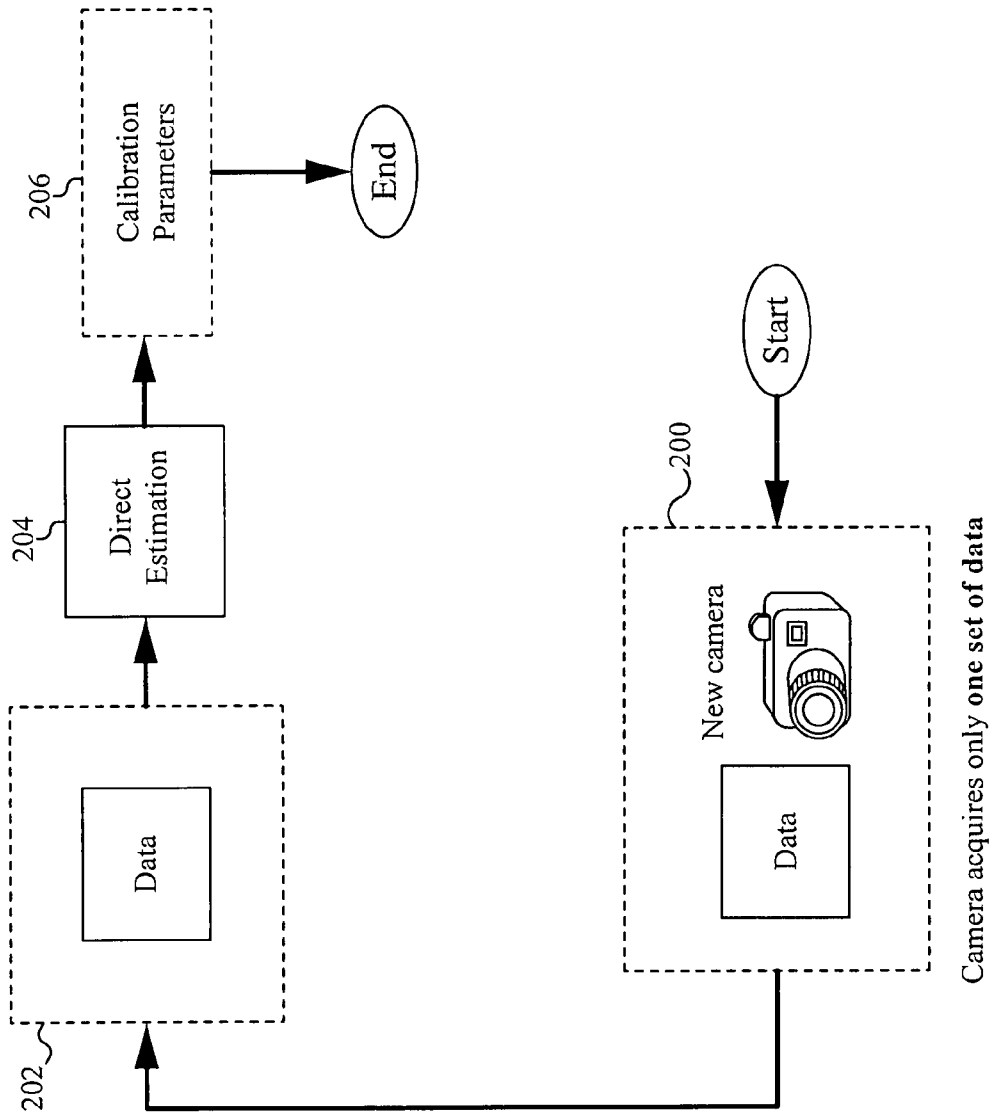 202
Data
204
Direct
Estimation
206
Calibration
Parameters
End
Start
200
New camera
Data
Camera acquires only one set of data